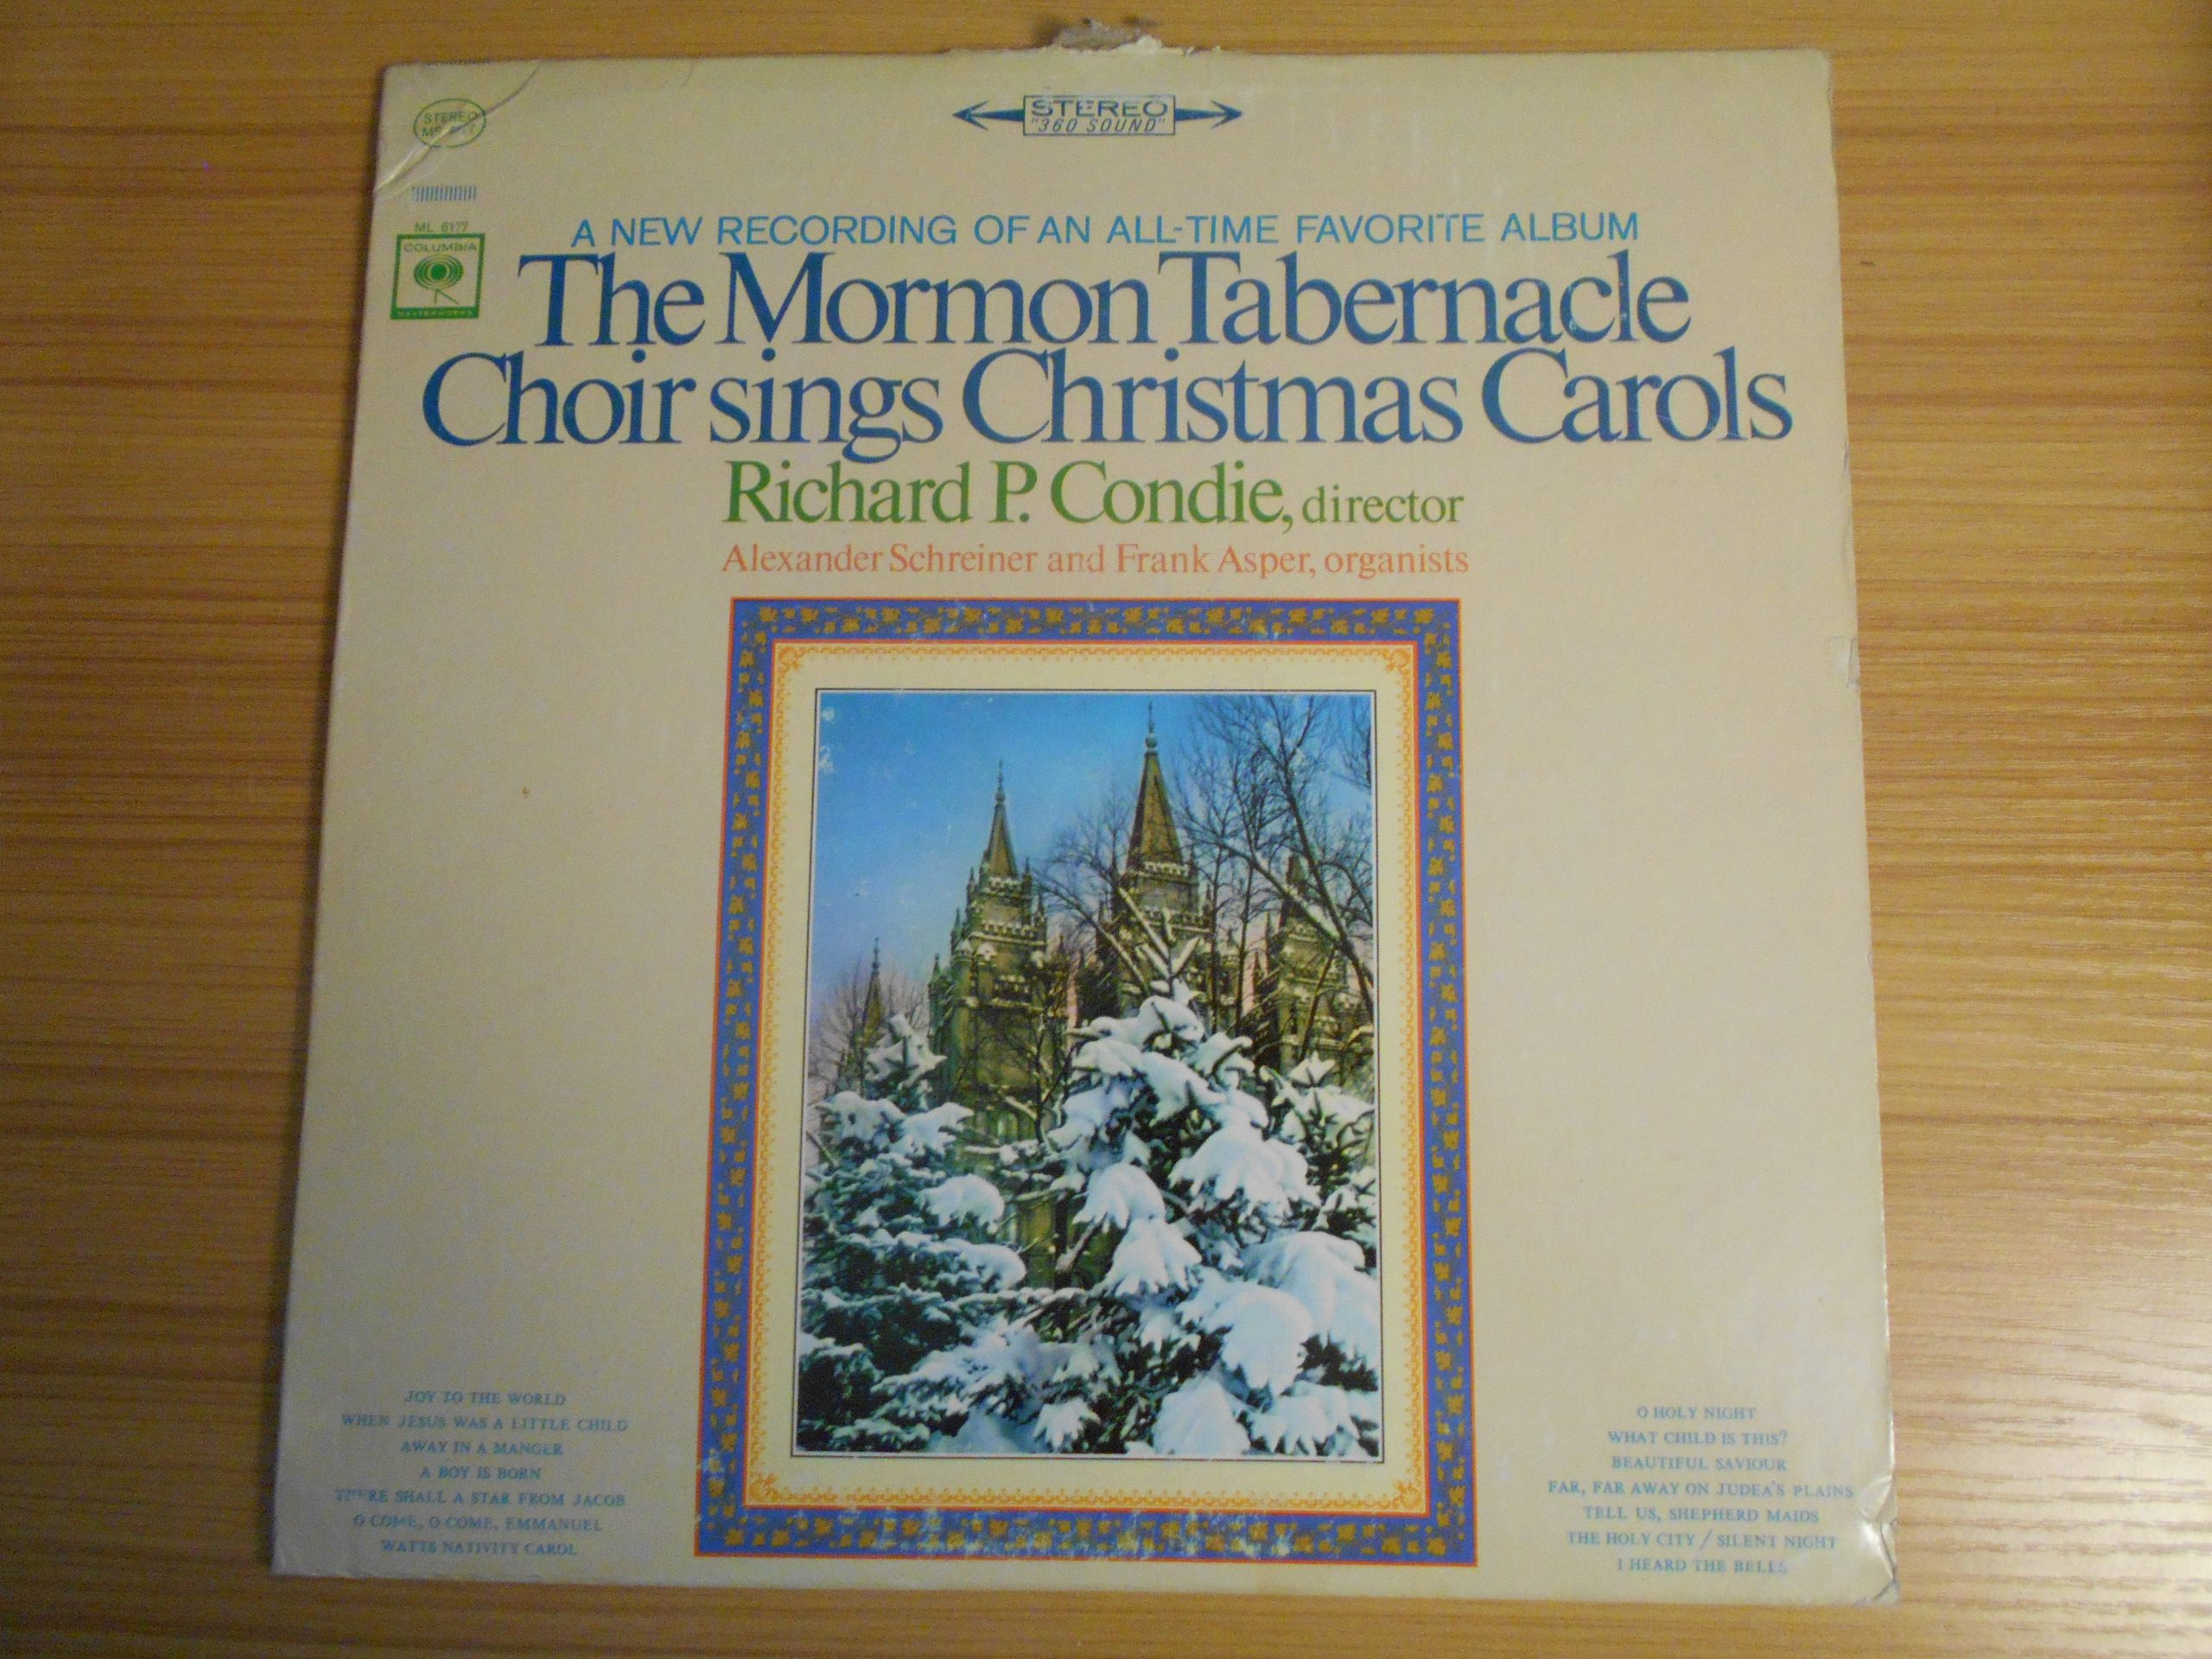 STEREO
"360 SOUND"
STEREO
ML 6177
COLUMBIA
MASTERWORKS
A NEW RECORDING OF AN ALL-TIME FAVORITE ALBUM
The Mormon Tabernacle
Choir sings Christmas Carols
Richard P. Condie, director
Alexander Schreiner and Frank Asper, organists
JOY TO THE WORLD
WHEN JESUS WAS A LITTLE CHILD
AWAY IN A MANGER
A BOY IS BORN
THERE SHALL A STAR FROM JACOB
O COME, O COME, EMMANUEL
WATTS NATIVITY CAROL
O HOLY NIGHT
WHAT CHILD IS THIS?
BEAUTIFUL SAVIOUR
FAR, FAR AWAY ON JUDEA'S PLAINS
TELL US, SHEPHERD MAIDS
THE HOLY CITY / SILENT NIGHT
I HEARD THE BELLS